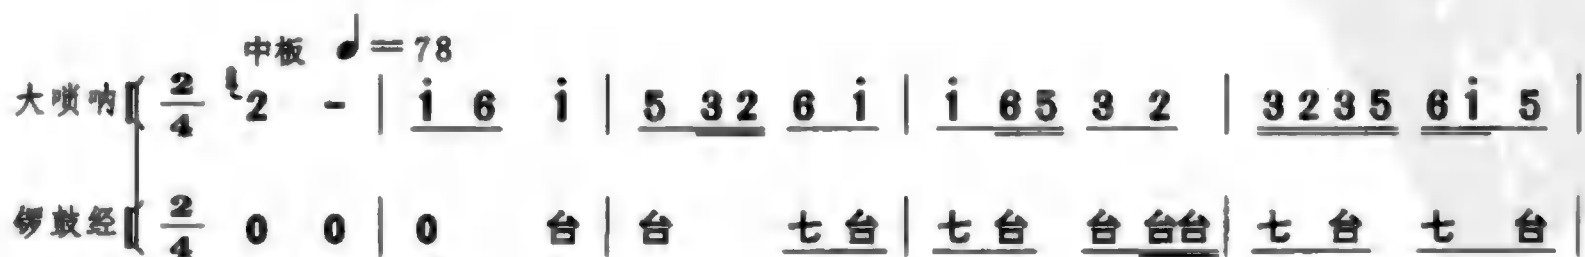 中板 ♩=78
大唢呐 2/4 2 - | i̇ 6 i̇ | 5 32 6 i̇ | i̇ 65 3 2 | 3235 6i̇ 5 |
锣鼓经 2/4 0 0 | 0 台 | 台 七台 | 七台 台台台 | 七台 七台 |